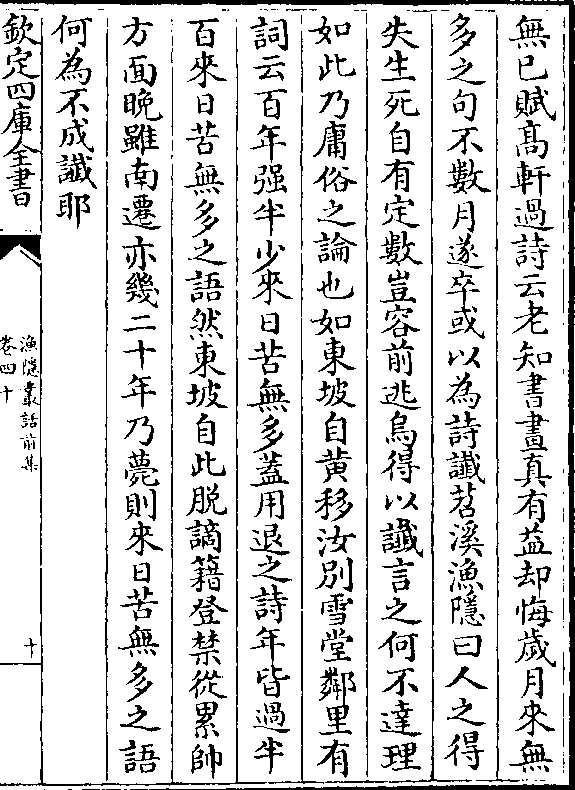 無已賦髙軒過詩云老知書畫真有益却悔歲月來無
多之句不數月遂卒或以為詩讖苕溪漁隱曰人之得
失生死自有定數豈容前逃烏得以讖言之何不達理
如此乃庸俗之論也如東坡自黄移汝別雪堂鄰里有
詞云百年强半少來日苦無多蓋用退之詩年皆過半
百來日苦無多之語然東坡自此脱謫籍登禁從累帥
方面晚雖南遷亦幾二十年乃薨則來日苦無多之語
何為不成讖耶
欽定四庫全書
漁隱叢話前集
卷四十
十